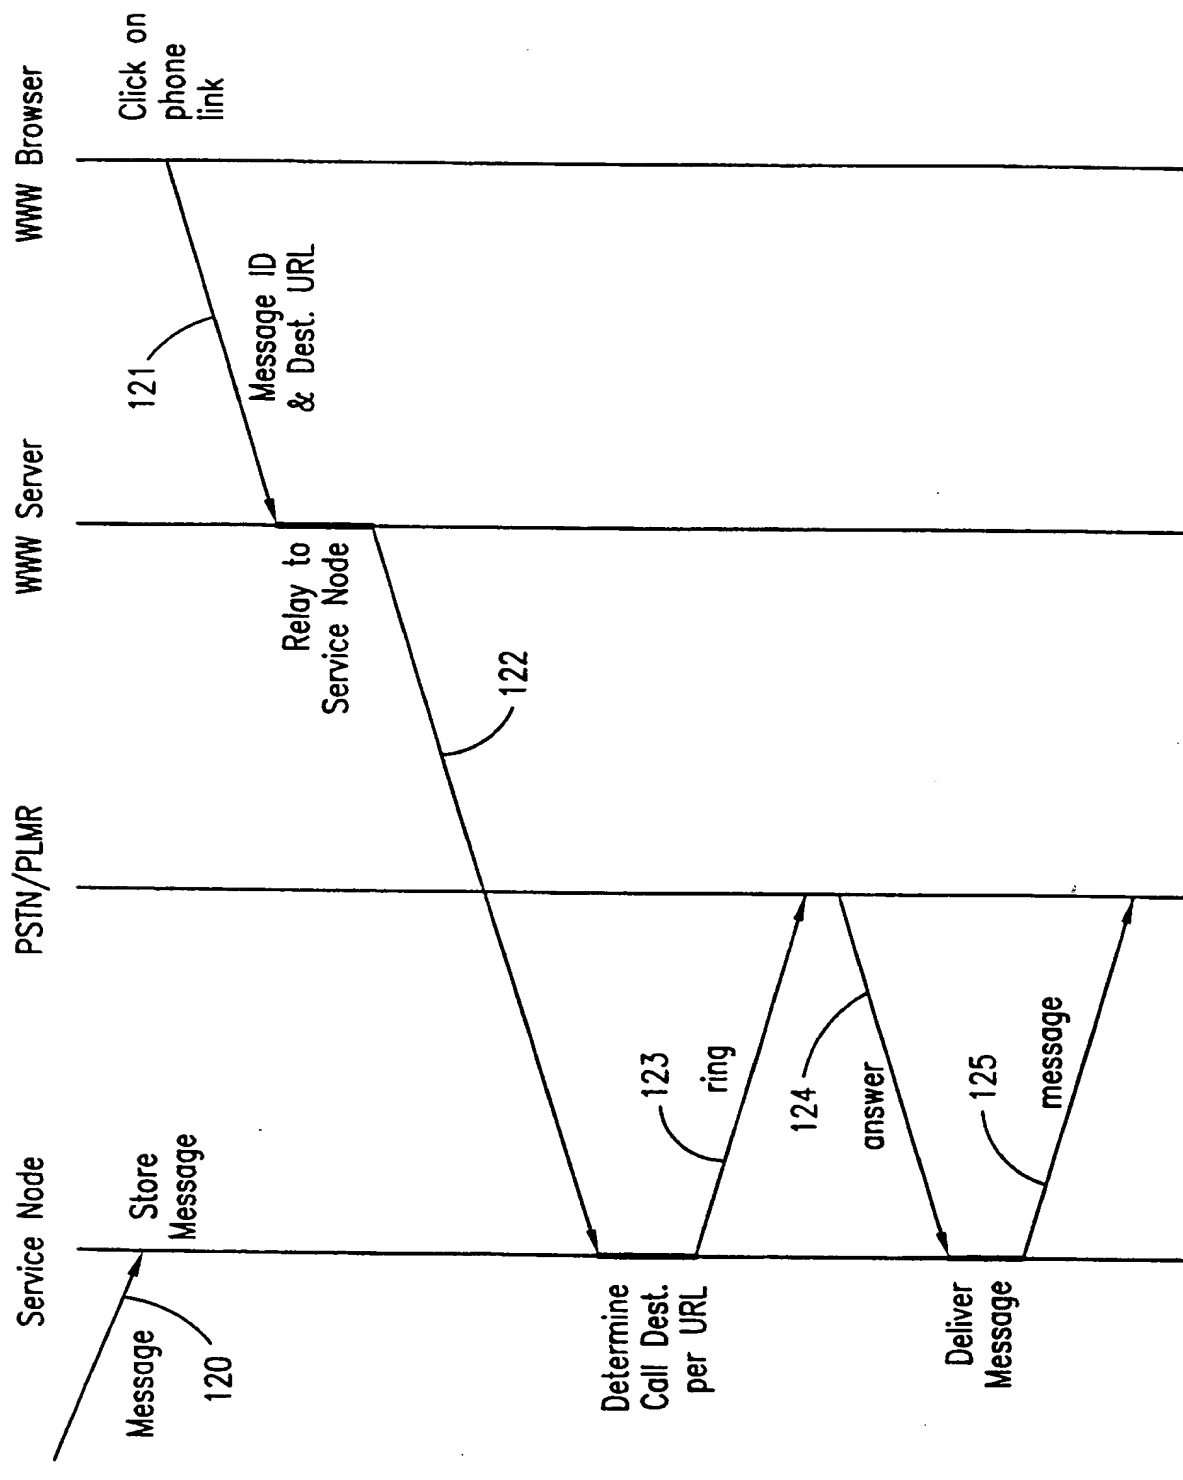 Service Node
PSTN/PLMR
WWW Server
WWW Browser
Message
120
Store
Message
Click on
phone
link
121
Message ID
& Dest. URL
Relay to
Service Node
122
Determine
Call Dest.
per URL
123
ring
124
answer
Deliver
Message
125
message